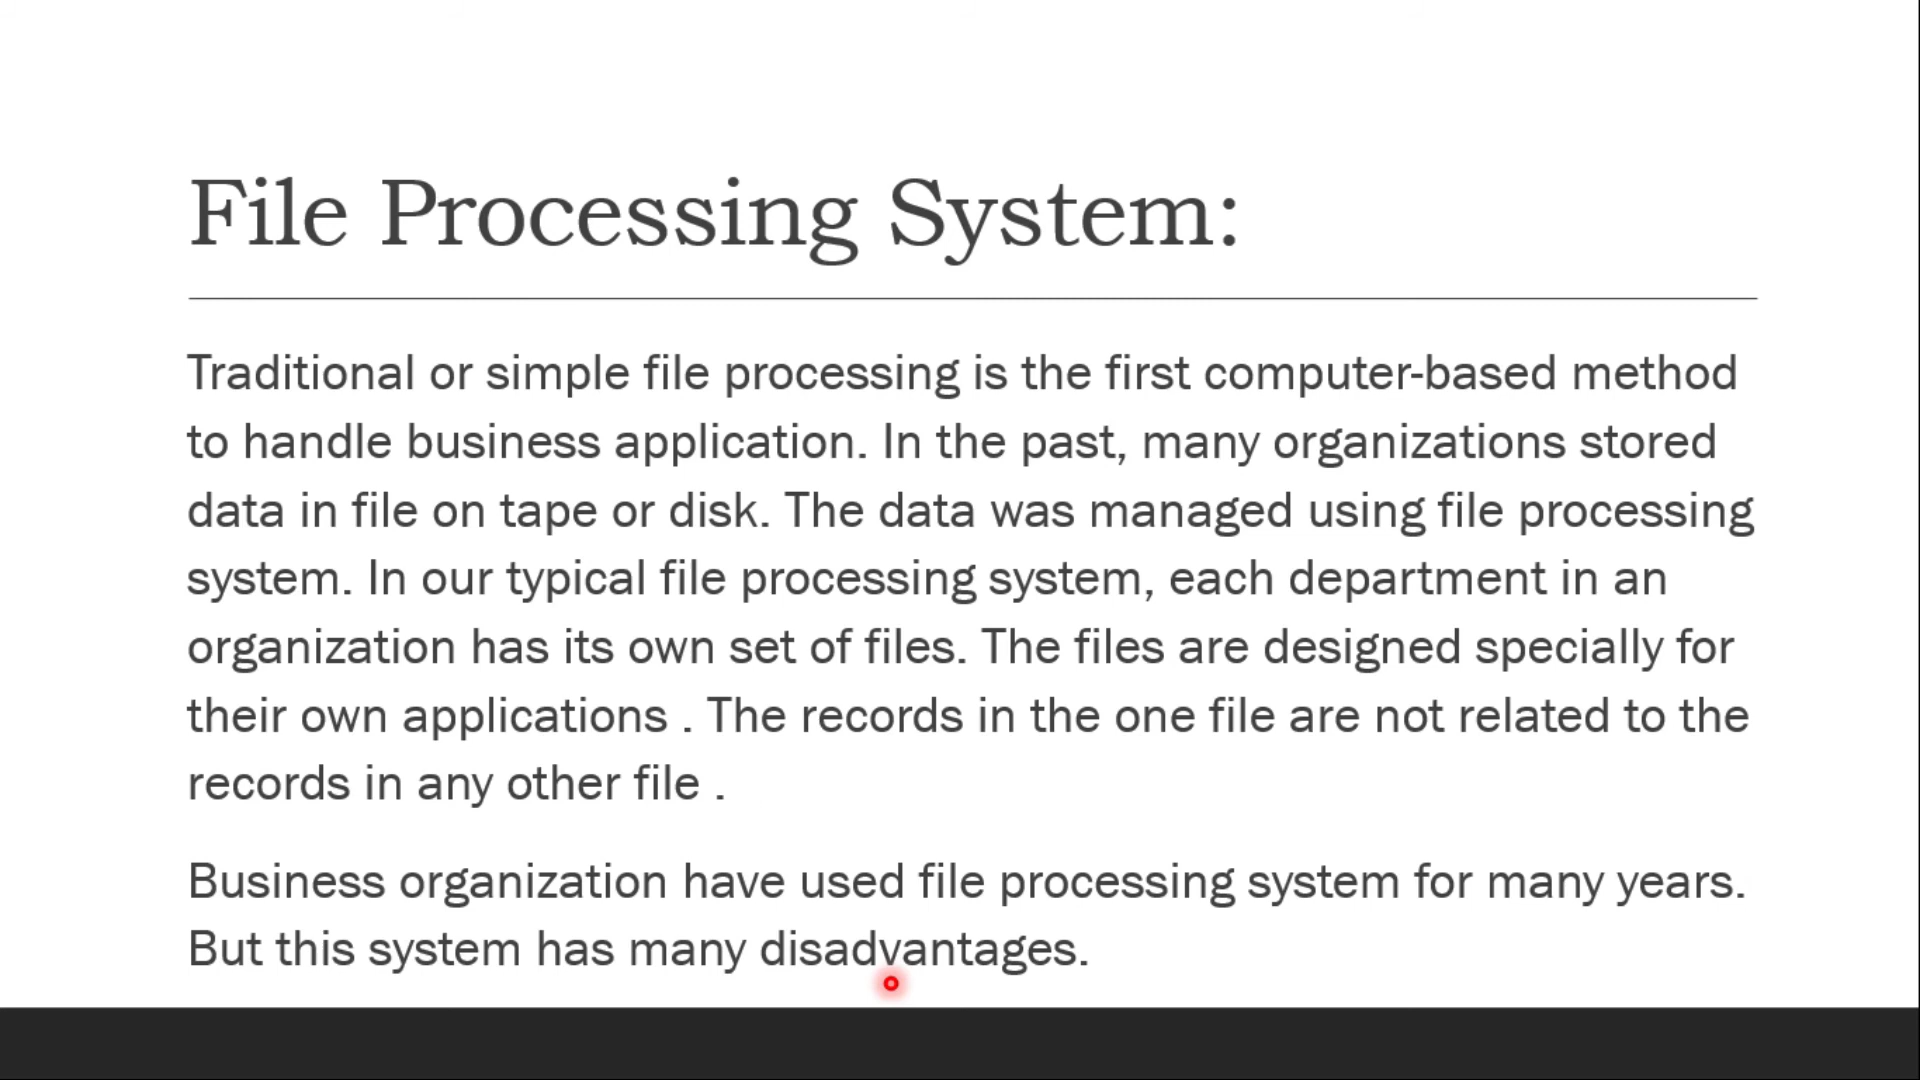 File Processing System:
Traditional or simple file processing is the first computer-based method
to handle business application. In the past, many organizations stored
data in file on tape or disk. The data was managed using file processing
system. In our typical file processing system, each department in an
organization has its own set of files. The files are designed specially for
their own applications . The records in the one file are not related to the
records in any other file .
Business organization have used file processing system for many years.
But this system has many disadvantages.